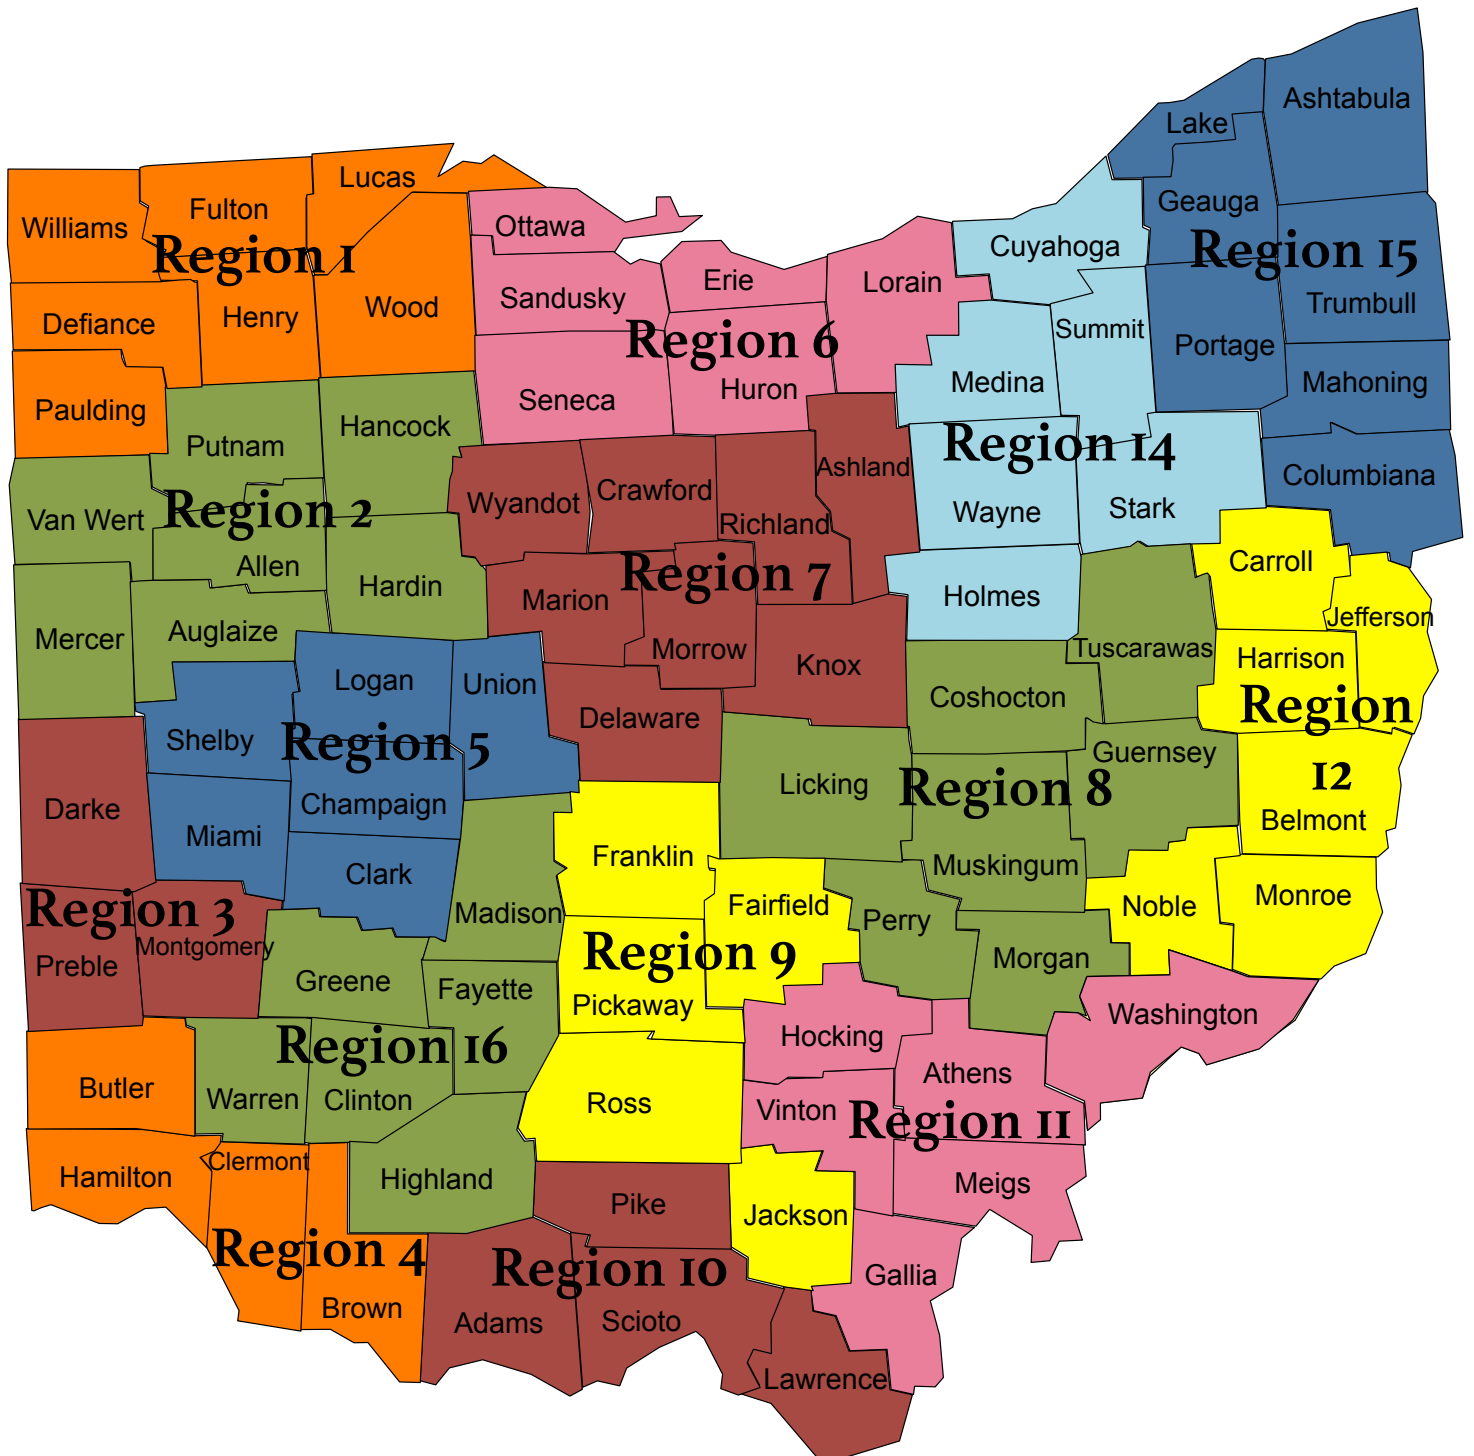 Ashtabula
Lake
Lucas
Geauga
Fulton
Williams
Ottawa
Cuyahoga
Region 15
Region 1
Erie
Lorain
Sandusky
Trumbull
Wood
Henry
Defiance
Summit
Region 6
Portage
Medina
Mahoning
Huron
Seneca
Paulding
Hancock
Putnam
Region 14
Ashland
Columbiana
Crawford
Wyandot
Region 2
Stark
Wayne
Van Wert
Richland
Carroll
Allen
Region 7
Hardin
Holmes
Marion
Jefferson
Auglaize
Mercer
Tuscarawas
Morrow
Harrison
Knox
Logan
Union
Coshocton
Region
12
Delaware
Shelby
Region 5
Guernsey
Licking
Region 8
Champaign
Darke
Belmont
Miami
Franklin
Muskingum
Clark
Monroe
Fairfield
Noble
Region 3
Madison
Perry
Montgomery
Region 9
Morgan
Preble
Greene
Fayette
Pickaway
Washington
Hocking
Region 16
Athens
Butler
Warren
Clinton
Ross
Vinton
Region 11
Clermont
Hamilton
Highland
Meigs
Pike
Jackson
Region 4
Region 10
Gallia
Brown
Adams
Scioto
Lawrence